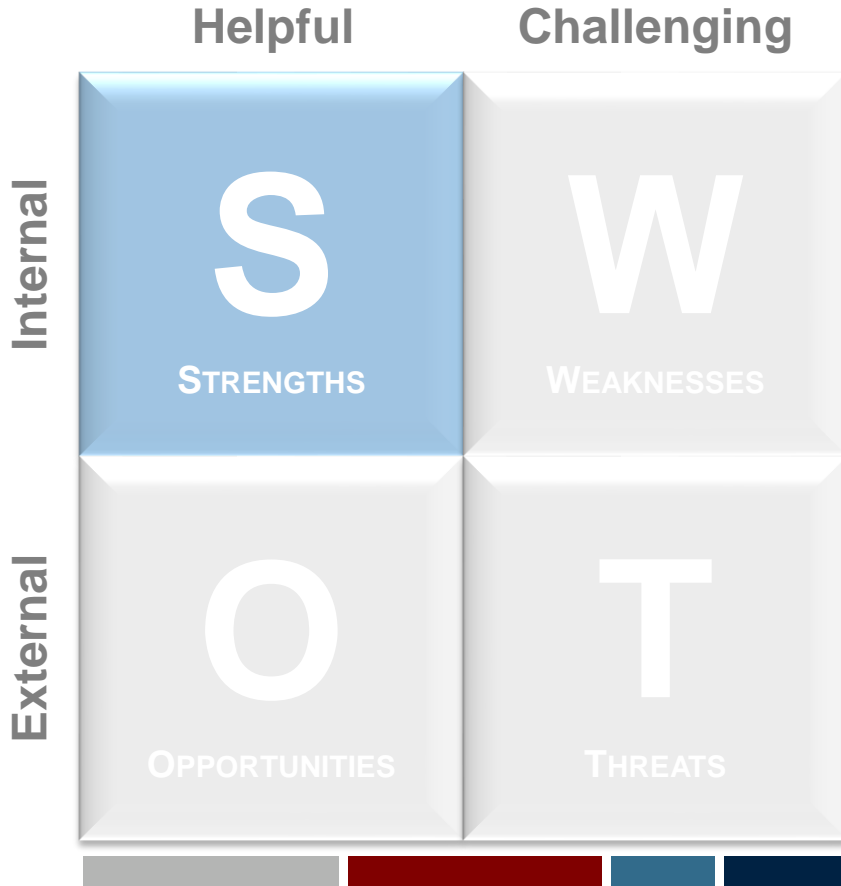 Helpful Challenging
Internal
S W
STRENGTHS WEAKNESSES
External
O T
OPPORTUNITIES THREATS